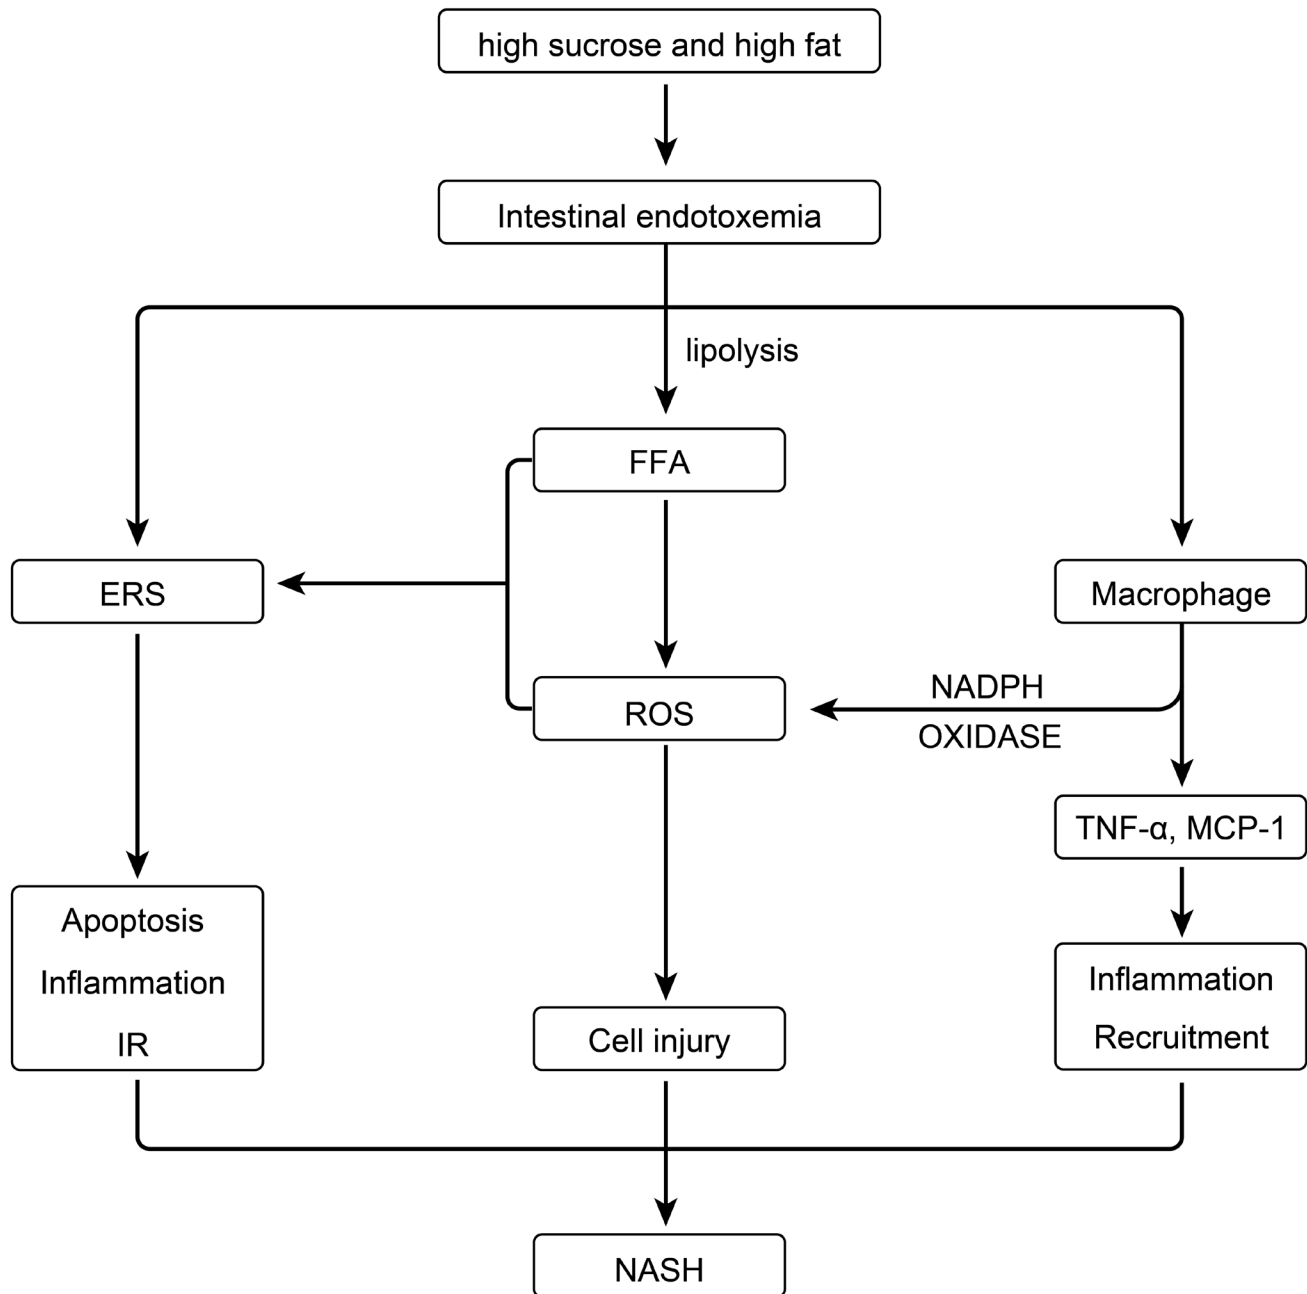 high sucrose and high fat
Intestinal endotoxemia
lipolysis
FFA
ERS
Macrophage
NADPH
OXIDASE
ROS
TNF-α, MCP-1
Apoptosis
Inflammation
IR
Cell injury
Inflammation
Recruitment
NASH